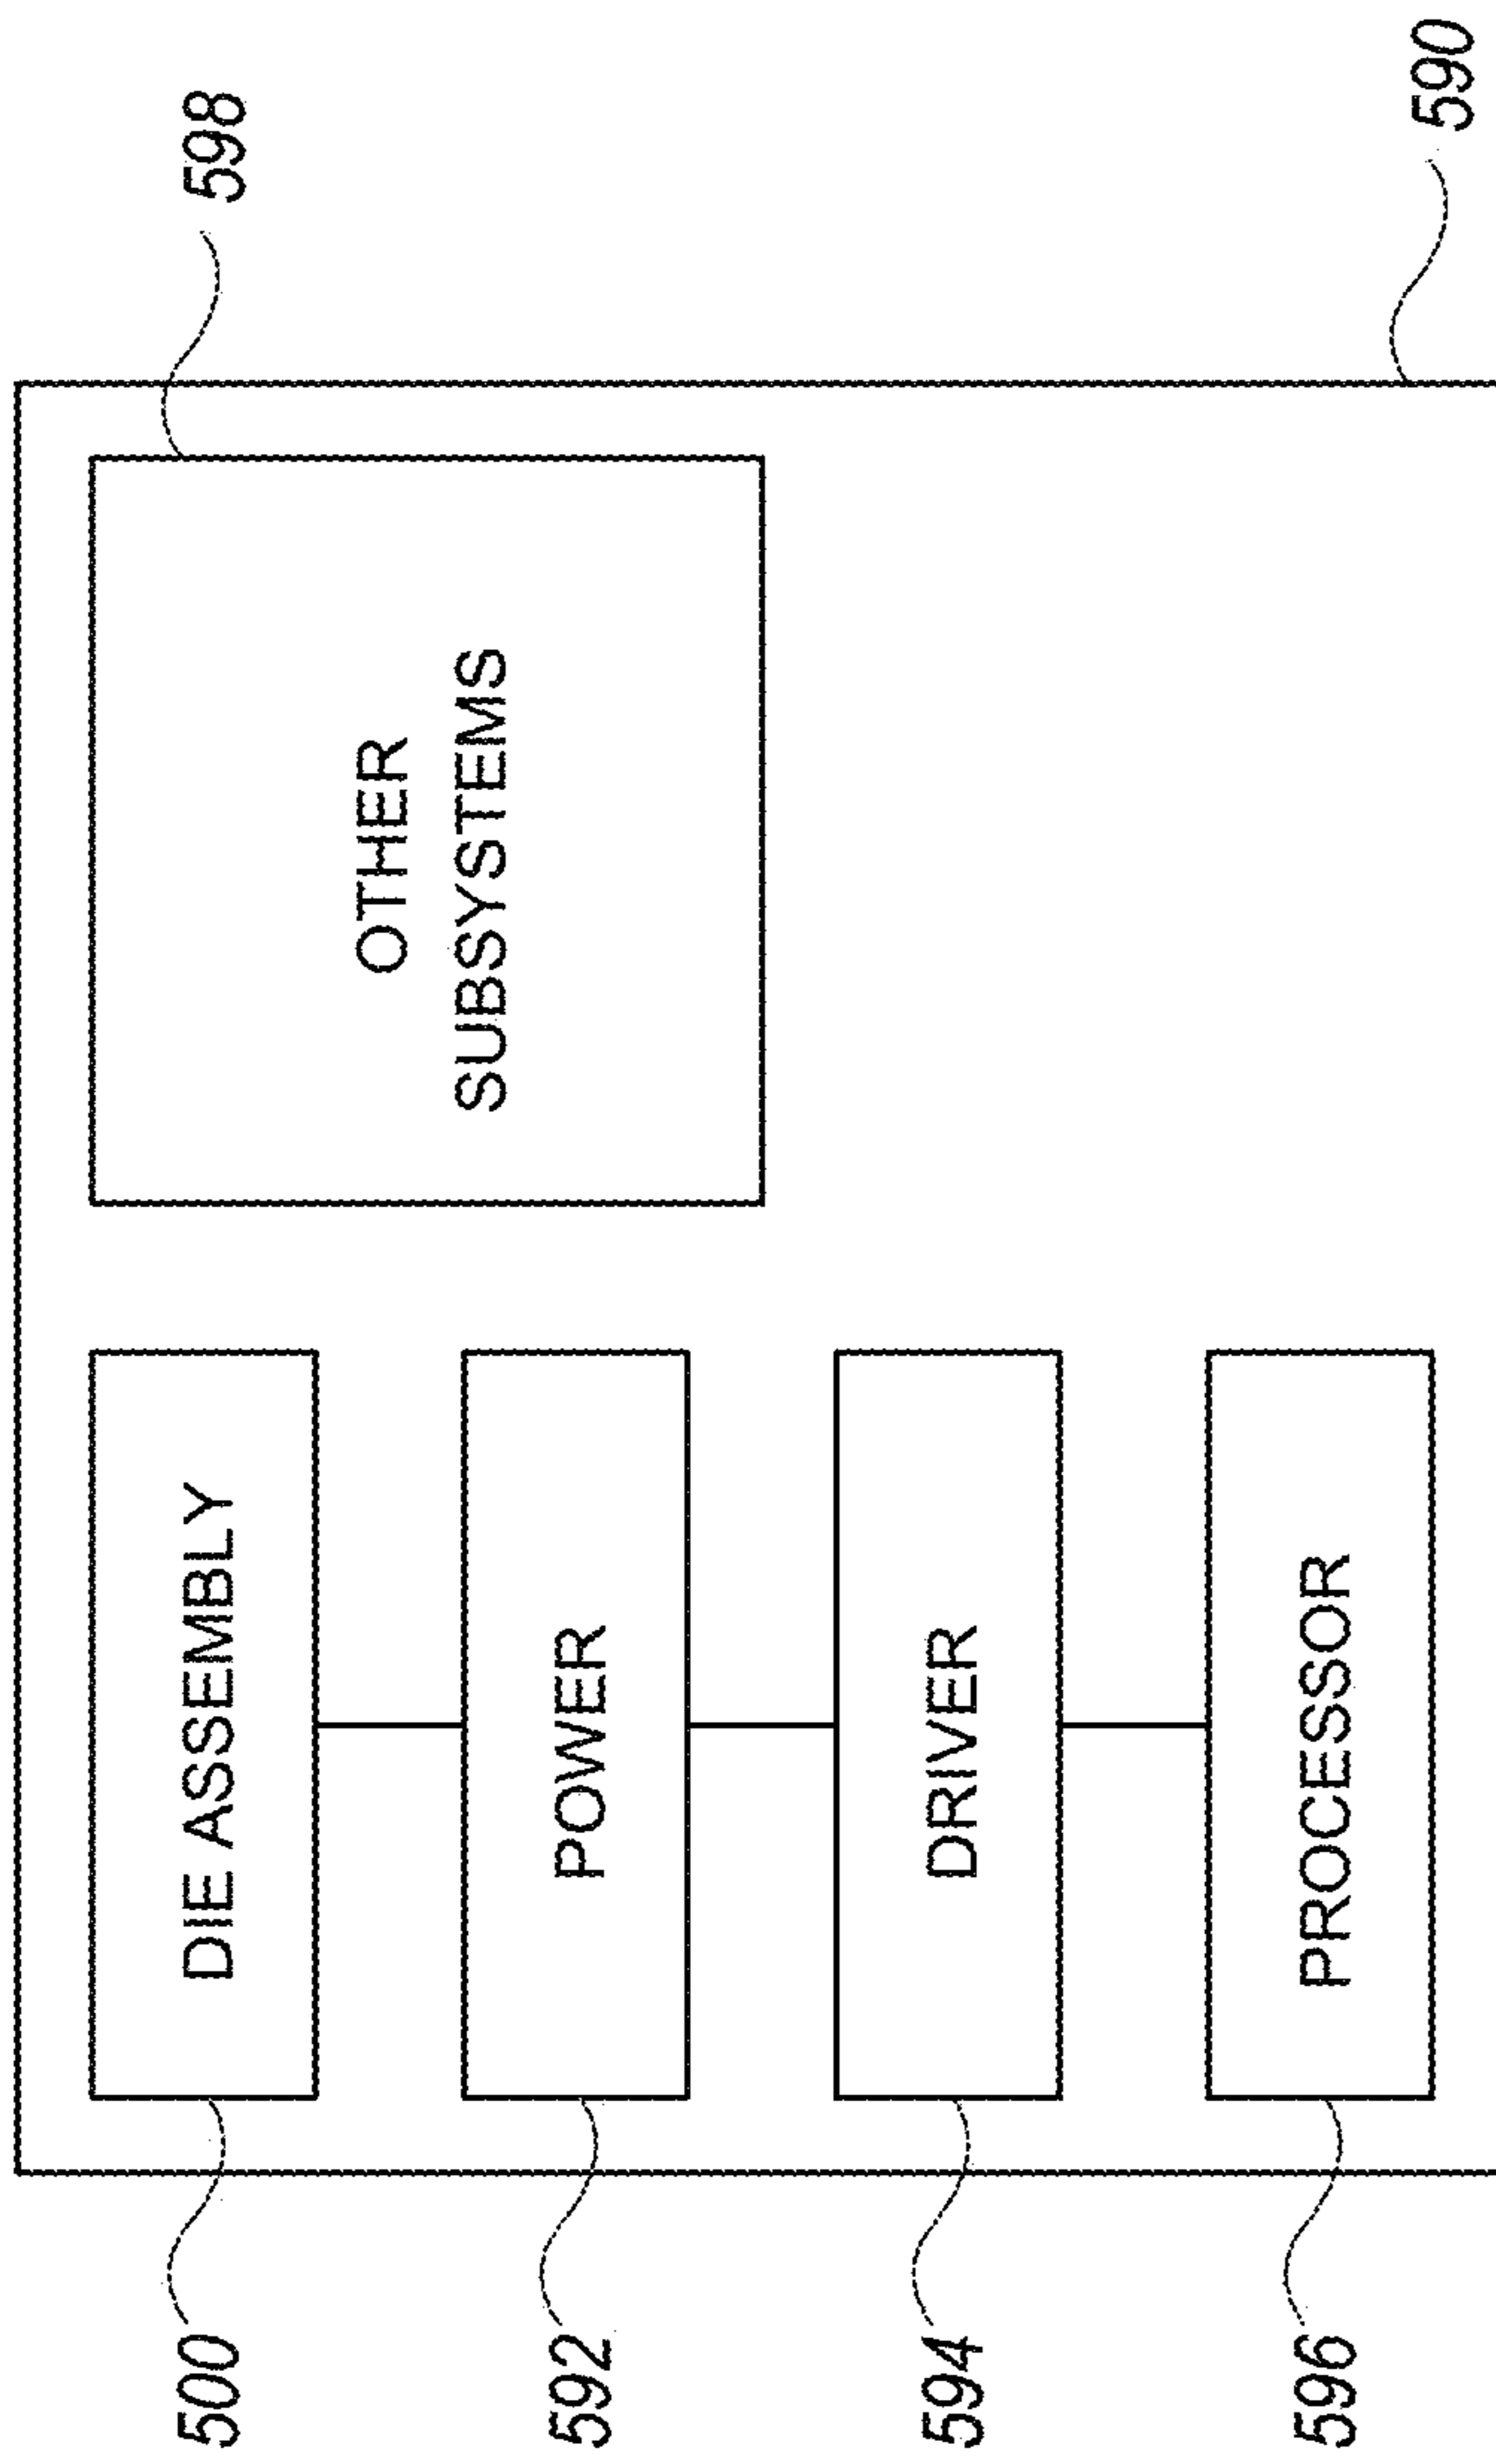 500
DIE ASSEMBLY
592
POWER
594
DRIVER
596
PROCESSOR
OTHER
SUBSYSTEMS
598
590